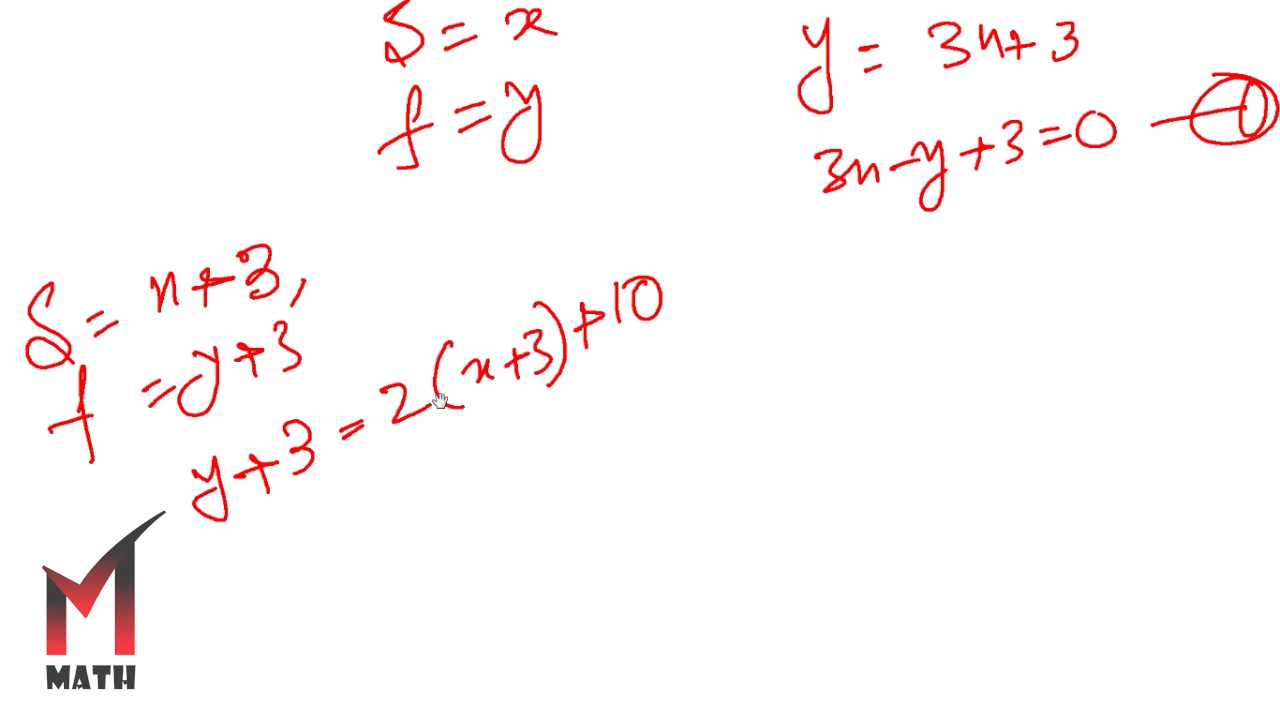 S = x
f = y
y = 3x + 3
3x - y + 3 = 0 — ①
S = x + 3,
f = y + 3
y + 3 = 2(x + 3) + 10
MATH